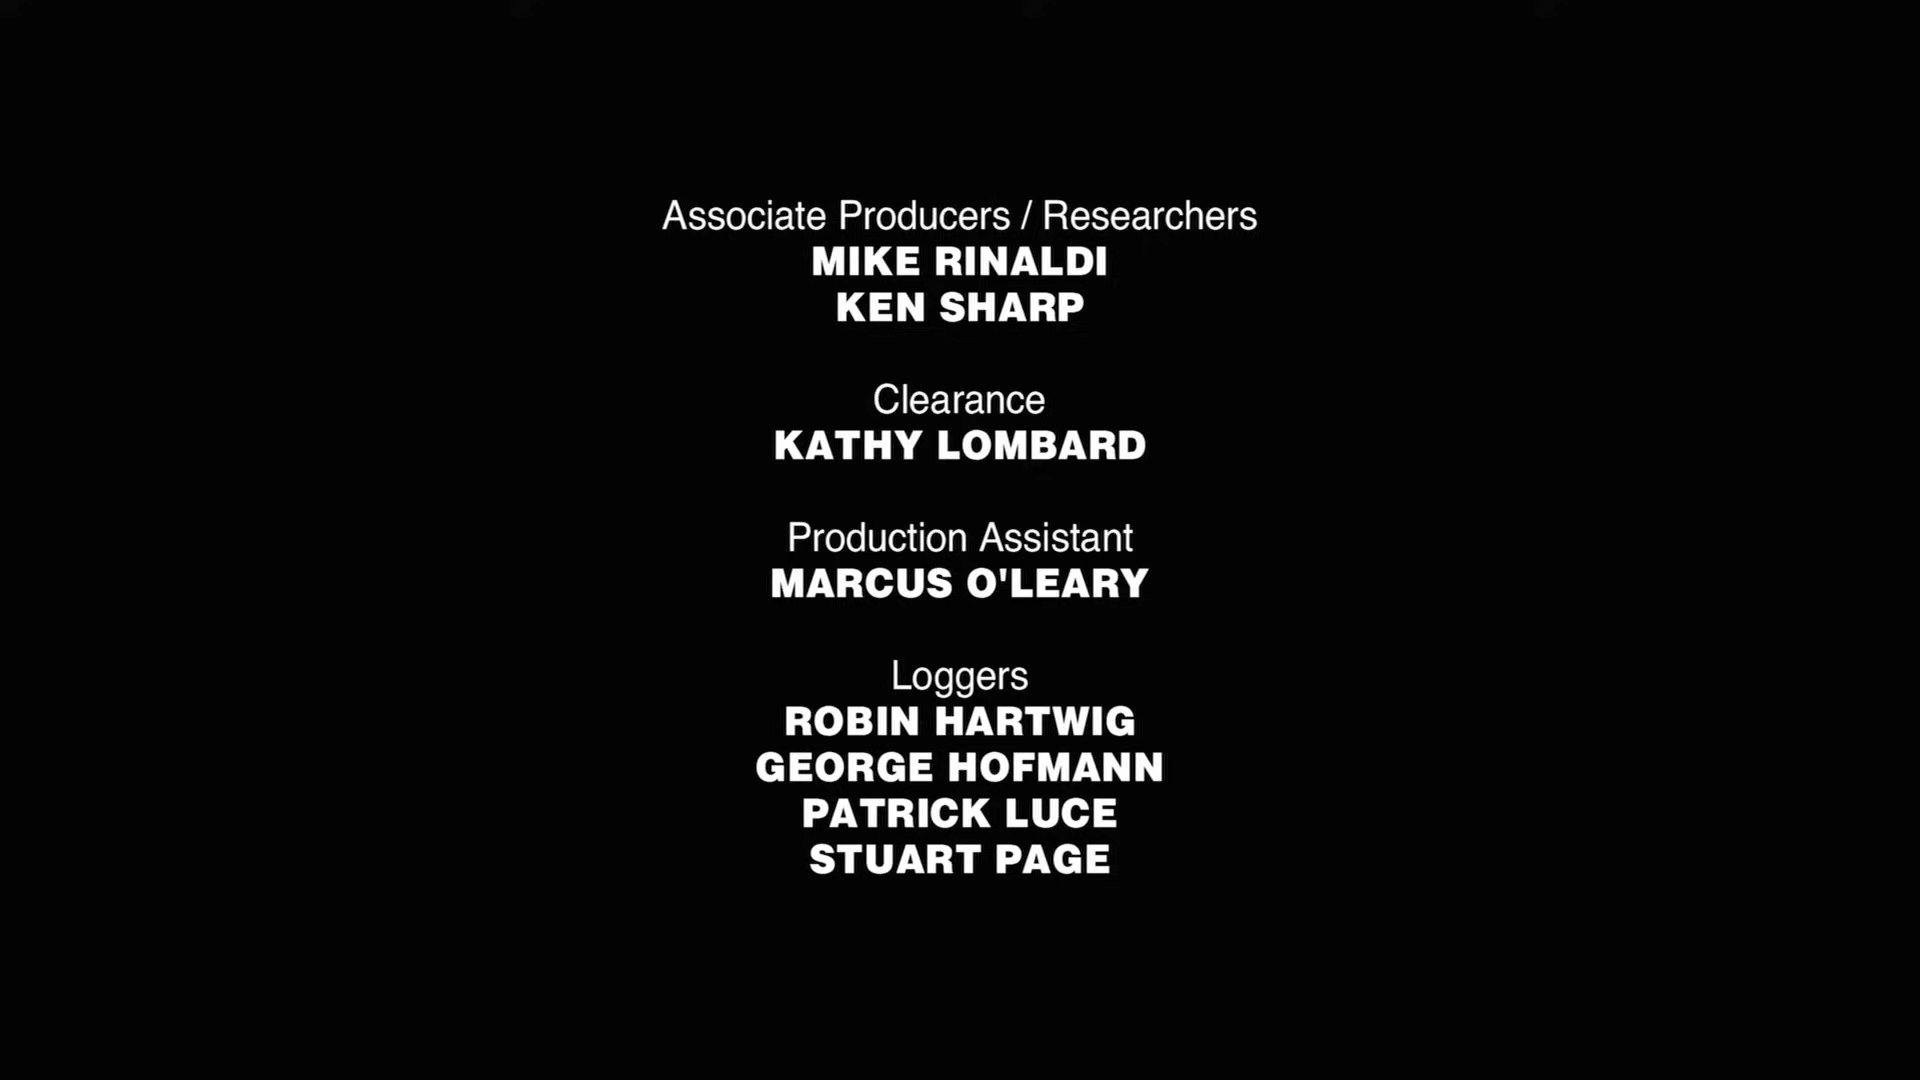 Associate Producers / Researchers
MIKE RINALDI
KEN SHARP
Clearance
KATHY LOMBARD
Production Assistant
MARCUS O'LEARY
Loggers
ROBIN HARTWIG
GEORGE HOFMANN
PATRICK LUCE
STUART PAGE